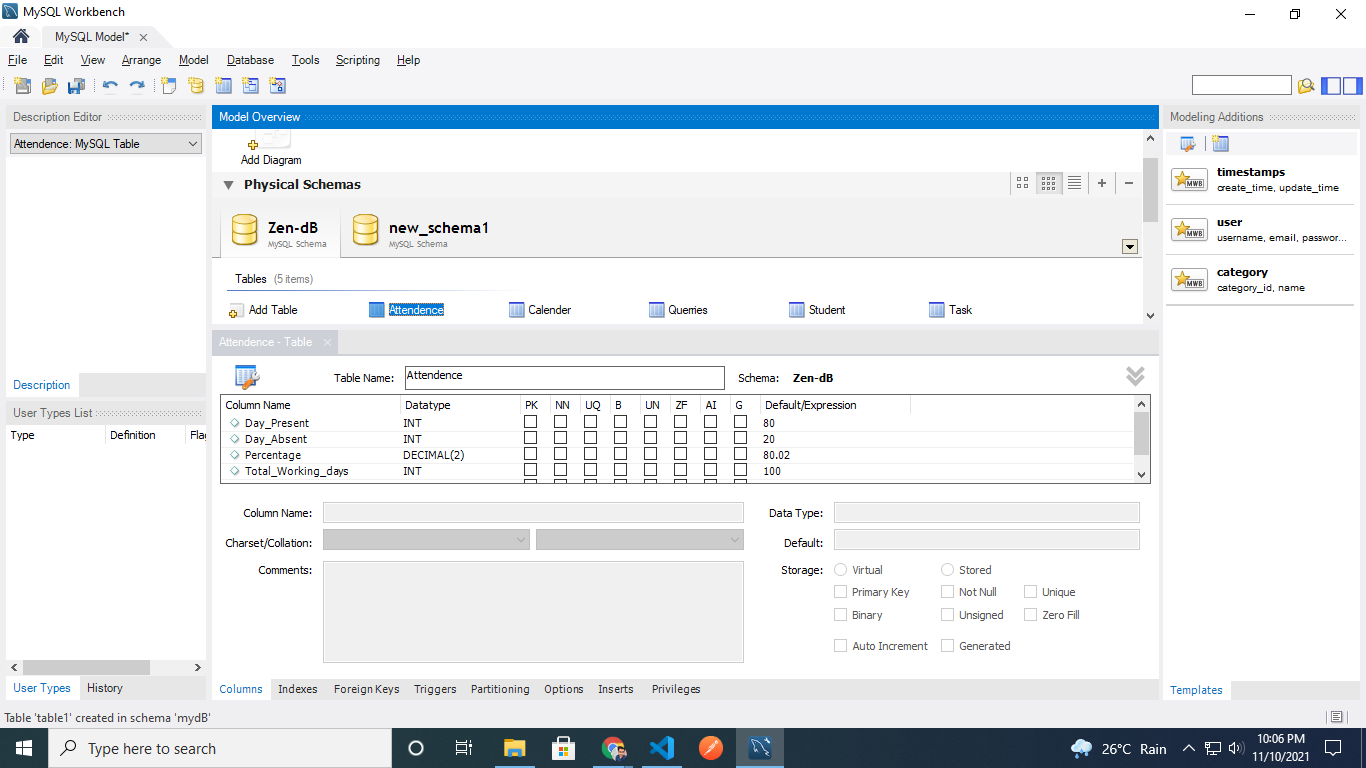 MySQL Workbench
MySQL Model*
File Edit View Arrange Model Database Tools Scripting Help
Description Editor
Attendence: MySQL Table
Description
User Types List
Type Definition Flag
User Types History
Model Overview
Add Diagram
Physical Schemas
Zen-dB
MySQL Schema
new_schema1
MySQL Schema
Tables (5 items)
Add Table Attendence Calender Queries Student Task
Attendence - Table
Table Name: Attendence Schema: Zen-dB
Column Name Datatype PK NN UQ B UN ZF AI G Default/Expression
Day_Present INT 80
Day_Absent INT 20
Percentage DECIMAL(2) 80.02
Total_Working_days INT 100
Column Name: Data Type:
Charset/Collation: Default:
Comments: Storage: Virtual Stored
Primary Key Not Null Unique
Binary Unsigned Zero Fill
Auto Increment Generated
Columns Indexes Foreign Keys Triggers Partitioning Options Inserts Privileges
Modeling Additions
timestamps
create_time, update_time
user
username, email, passwor...
category
category_id, name
Templates
Table 'table1' created in schema 'mydB'
Type here to search
26°C Rain
10:06 PM
11/10/2021